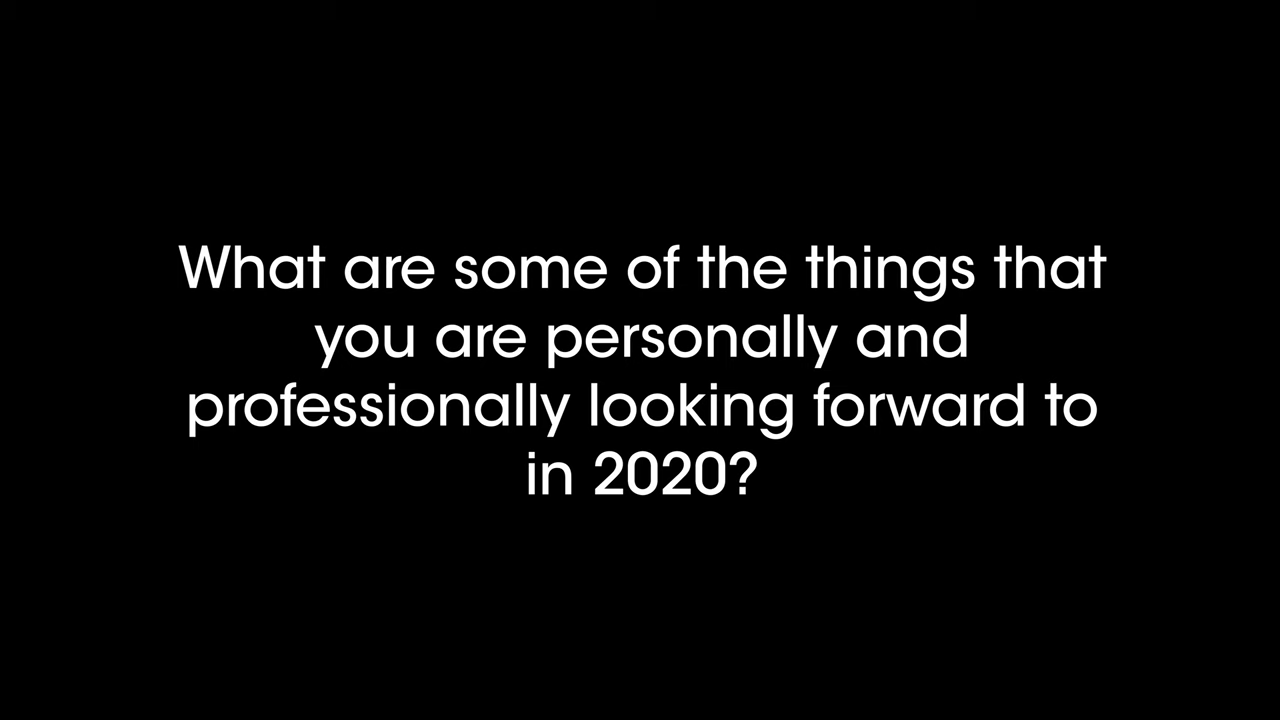 What are some of the things that
you are personally and
professionally looking forward to
in 2020?